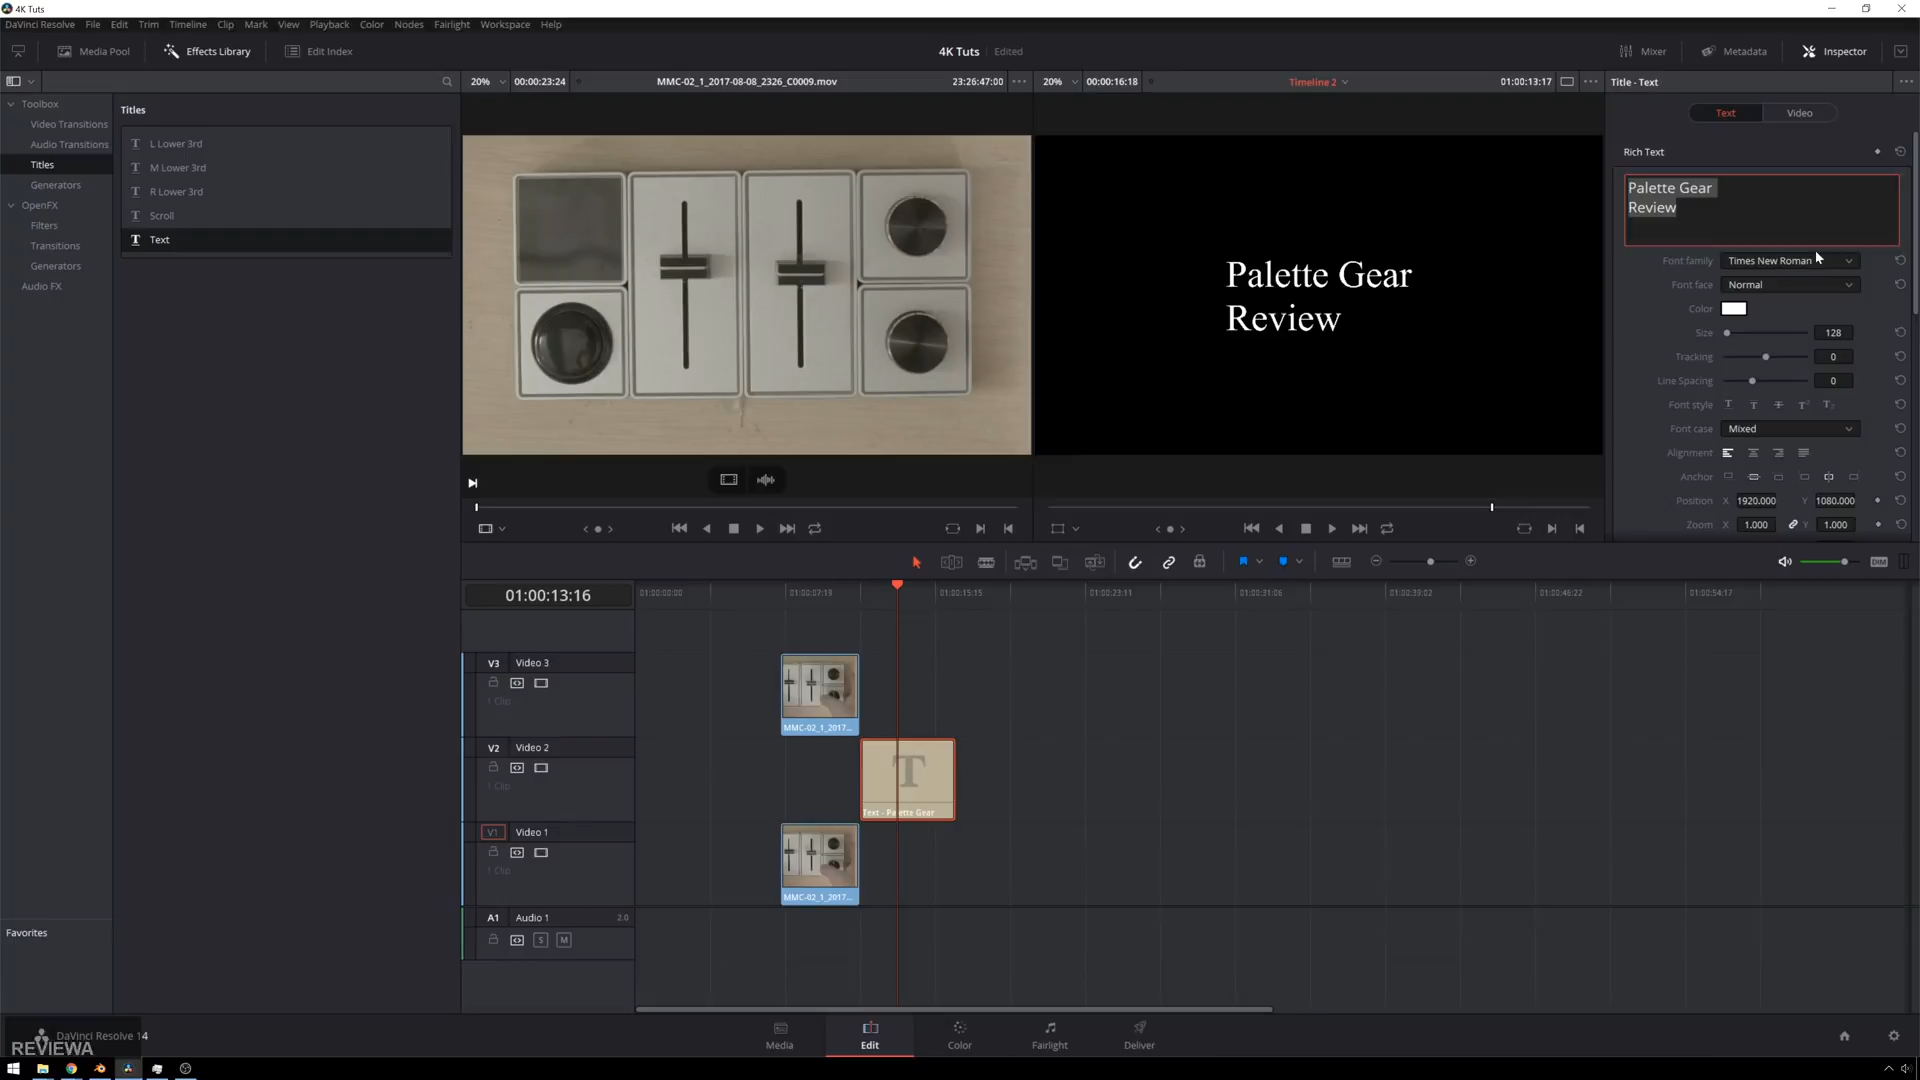 4K Tuts
DaVinci Resolve File Edit Trim Timeline Clip Mark View Playback Color Nodes Fairlight Workspace Help
Media Pool Effects Library Edit Index 4K Tuts Edited Mixer Metadata Inspector
20% 00:00:23:24 MMC-02_1_2017-08-08_2326_C0009.mov 23:26:47:00 20% 00:00:16:18 Timeline 2 01:00:13:17 Title - Text
Toolbox
Video Transitions
Audio Transitions
Titles
Generators
OpenFX
Filters
Transitions
Generators
Audio FX
Titles
L Lower 3rd
M Lower 3rd
R Lower 3rd
Scroll
Text
Palette Gear
Review
Text Video
Rich Text
Palette Gear
Review
Font family Times New Roman
Font face Normal
Color
Size 128
Tracking 0
Line Spacing 0
Font style
Font case Mixed
Alignment
Anchor
Position X 1920.000 Y 1080.000
Zoom X 1.000 Y 1.000
DIM
01:00:13:16 01:00:00:00 01:00:07:19 01:00:15:15 01:00:23:11 01:00:31:06 01:00:39:02 01:00:46:22 01:00:54:17
V3 Video 3
1 Clip
MMC-02_1_2017...
V2 Video 2
1 Clip
Text - Palette Gear
V1 Video 1
1 Clip
MMC-02_1_2017...
A1 Audio 1 2.0
S M
Favorites
DaVinci Resolve 14
REVIEWA
Media Edit Color Fairlight Deliver